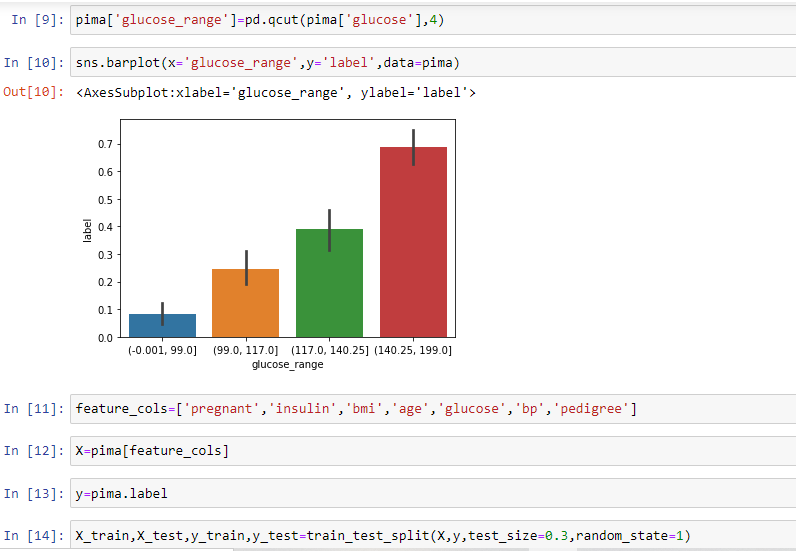 In [9]: pima['glucose_range']=pd.qcut(pima['glucose'],4)
In [10]: sns.barplot(x='glucose_range',y='label',data=pima)
Out[10]: <AxesSubplot:xlabel='glucose_range', ylabel='label'>
0.7
0.6
0.5
0.4
0.3
0.2
0.1
0.0
label
(-0.001, 99.0] (99.0, 117.0] (117.0, 140.25] (140.25, 199.0]
glucose_range
In [11]: feature_cols=['pregnant','insulin','bmi','age','glucose','bp','pedigree']
In [12]: X=pima[feature_cols]
In [13]: y=pima.label
In [14]: X_train,X_test,y_train,y_test=train_test_split(X,y,test_size=0.3,random_state=1)